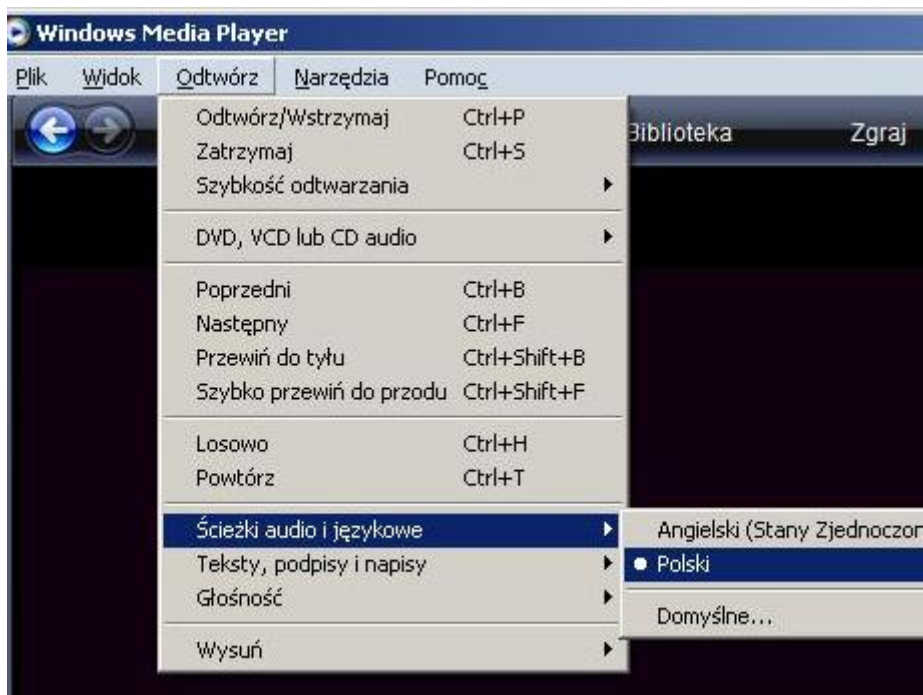 Windows Media Player
Plik Widok Odtwórz Narzędzia Pomoc
Biblioteka Zgraj
Odtwórz/Wstrzymaj Ctrl+P
Zatrzymaj Ctrl+S
Szybkość odtwarzania
DVD, VCD lub CD audio
Poprzedni Ctrl+B
Następny Ctrl+F
Przewiń do tyłu Ctrl+Shift+B
Szybko przewiń do przodu Ctrl+Shift+F
Losowo Ctrl+H
Powtórz Ctrl+T
Ścieżki audio i językowe
Teksty, podpisy i napisy
Głośność
Wysuń
Angielski (Stany Zjednoczon
Polski
Domyślne...